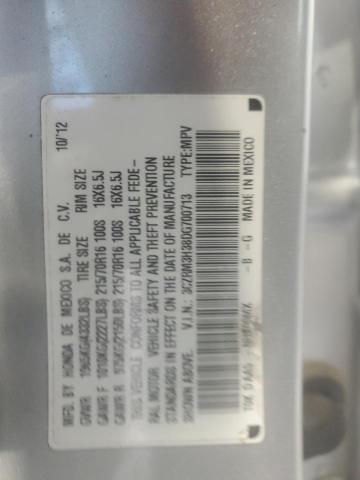 MFD. BY HONDA DE MEXICO S.A. DE C.V. 10/'12
GVWR 1965KG(4332LBS) TIRE SIZE RIM SIZE
GAWR F 1010KG(2227LBS) 215/70R16 100S 16X6.5J
GAWR R 975KG(2150LBS) 215/70R16 100S 16X6.5J
THIS VEHICLE CONFORMS TO ALL APPLICABLE FEDE-
RAL MOTOR VEHICLE SAFETY AND THEFT PREVENTION
STANDARDS IN EFFECT ON THE DATE OF MANUFACTURE
SHOWN ABOVE. V.I.N.: 3CZRM3H38DG700713 TYPE:MPV
-B -G MADE IN MEXICO